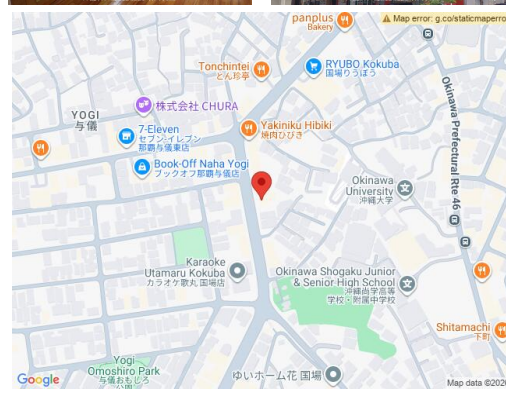 panplus
Bakery
Map error: g.co/staticmaperro
Tonchintei
とん珍亭
RYUBO Kokuba
国場りうぼう
株式会社 CHURA
YOGI
与儀
7-Eleven
セブン-イレブン
那覇与儀東店
Yakiniku Hibiki
焼肉ひびき
Book-Off Naha Yogi
ブックオフ那覇与儀店
Okinawa Prefectural Rte 46
Okinawa
University
沖縄大学
Karaoke
Utamaru Kokuba
カラオケ歌丸 国場店
Okinawa Shogaku Junior
& Senior High School
沖縄尚学高等
学校・附属中学校
Shitamachi
下町
Yogi
Omoshiro Park
与儀おもしろ
公園
ゆいホーム花 国場
Google
Map data ©2026